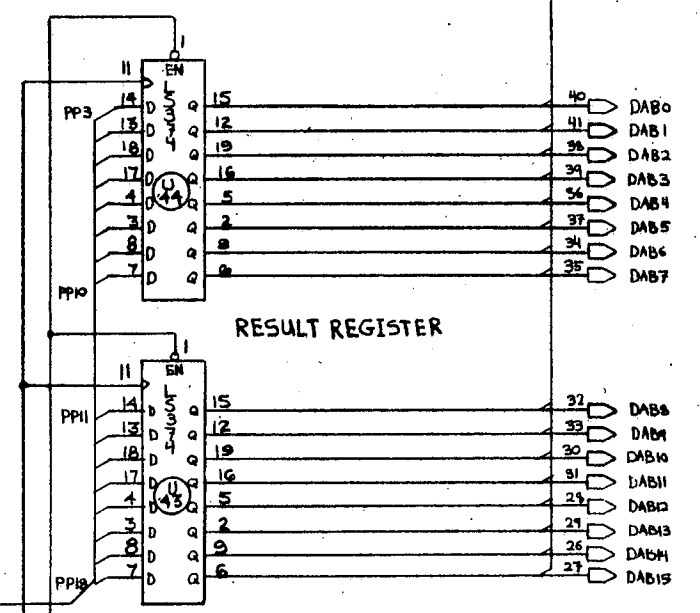 1
11 EN
PP3 14 D LS374 Q 15 40 DAB0
13 D Q 12 41 DAB1
18 D Q 19 38 DAB2
17 D Q 16 39 DAB3
4 D U44 Q 5 36 DAB4
3 D Q 2 37 DAB5
8 D Q 9 34 DAB6
PP10 7 D Q 6 35 DAB7
RESULT REGISTER
1
11 EN
PP11 14 D LS374 Q 15 32 DAB8
13 D Q 12 33 DAB9
18 D Q 19 30 DAB10
17 D Q 16 31 DAB11
4 D U43 Q 5 28 DAB12
3 D Q 2 29 DAB13
8 D Q 9 26 DAB14
PP18 7 D Q 6 27 DAB15